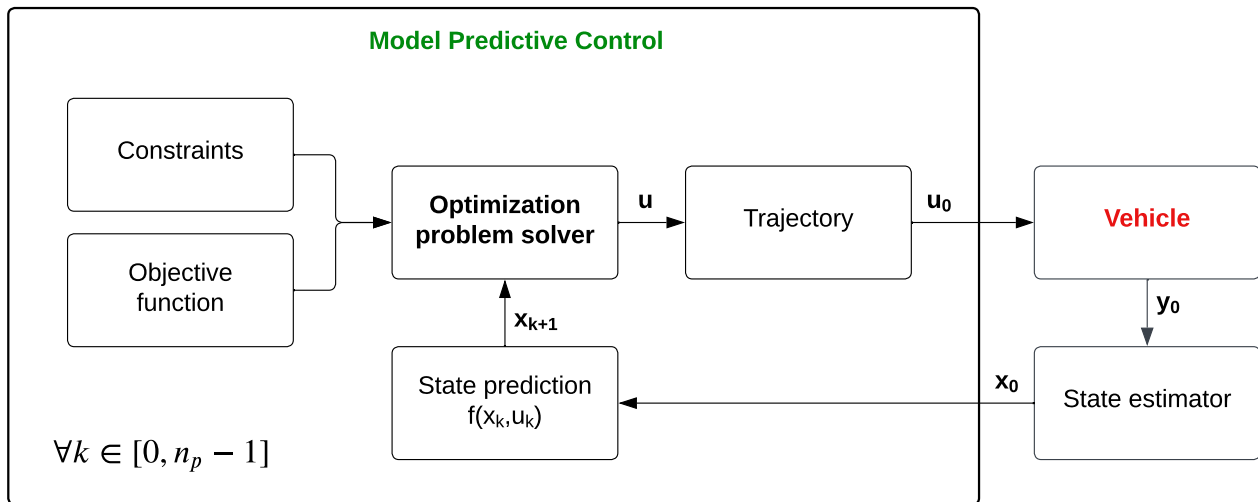 Model Predictive Control
Constraints
Objective
function
Optimization
problem solver
u
Trajectory
u₀
Vehicle
y₀
xₖ₊₁
State prediction
f(xₖ,uₖ)
x₀
State estimator
∀k ∈ [0, nₚ − 1]